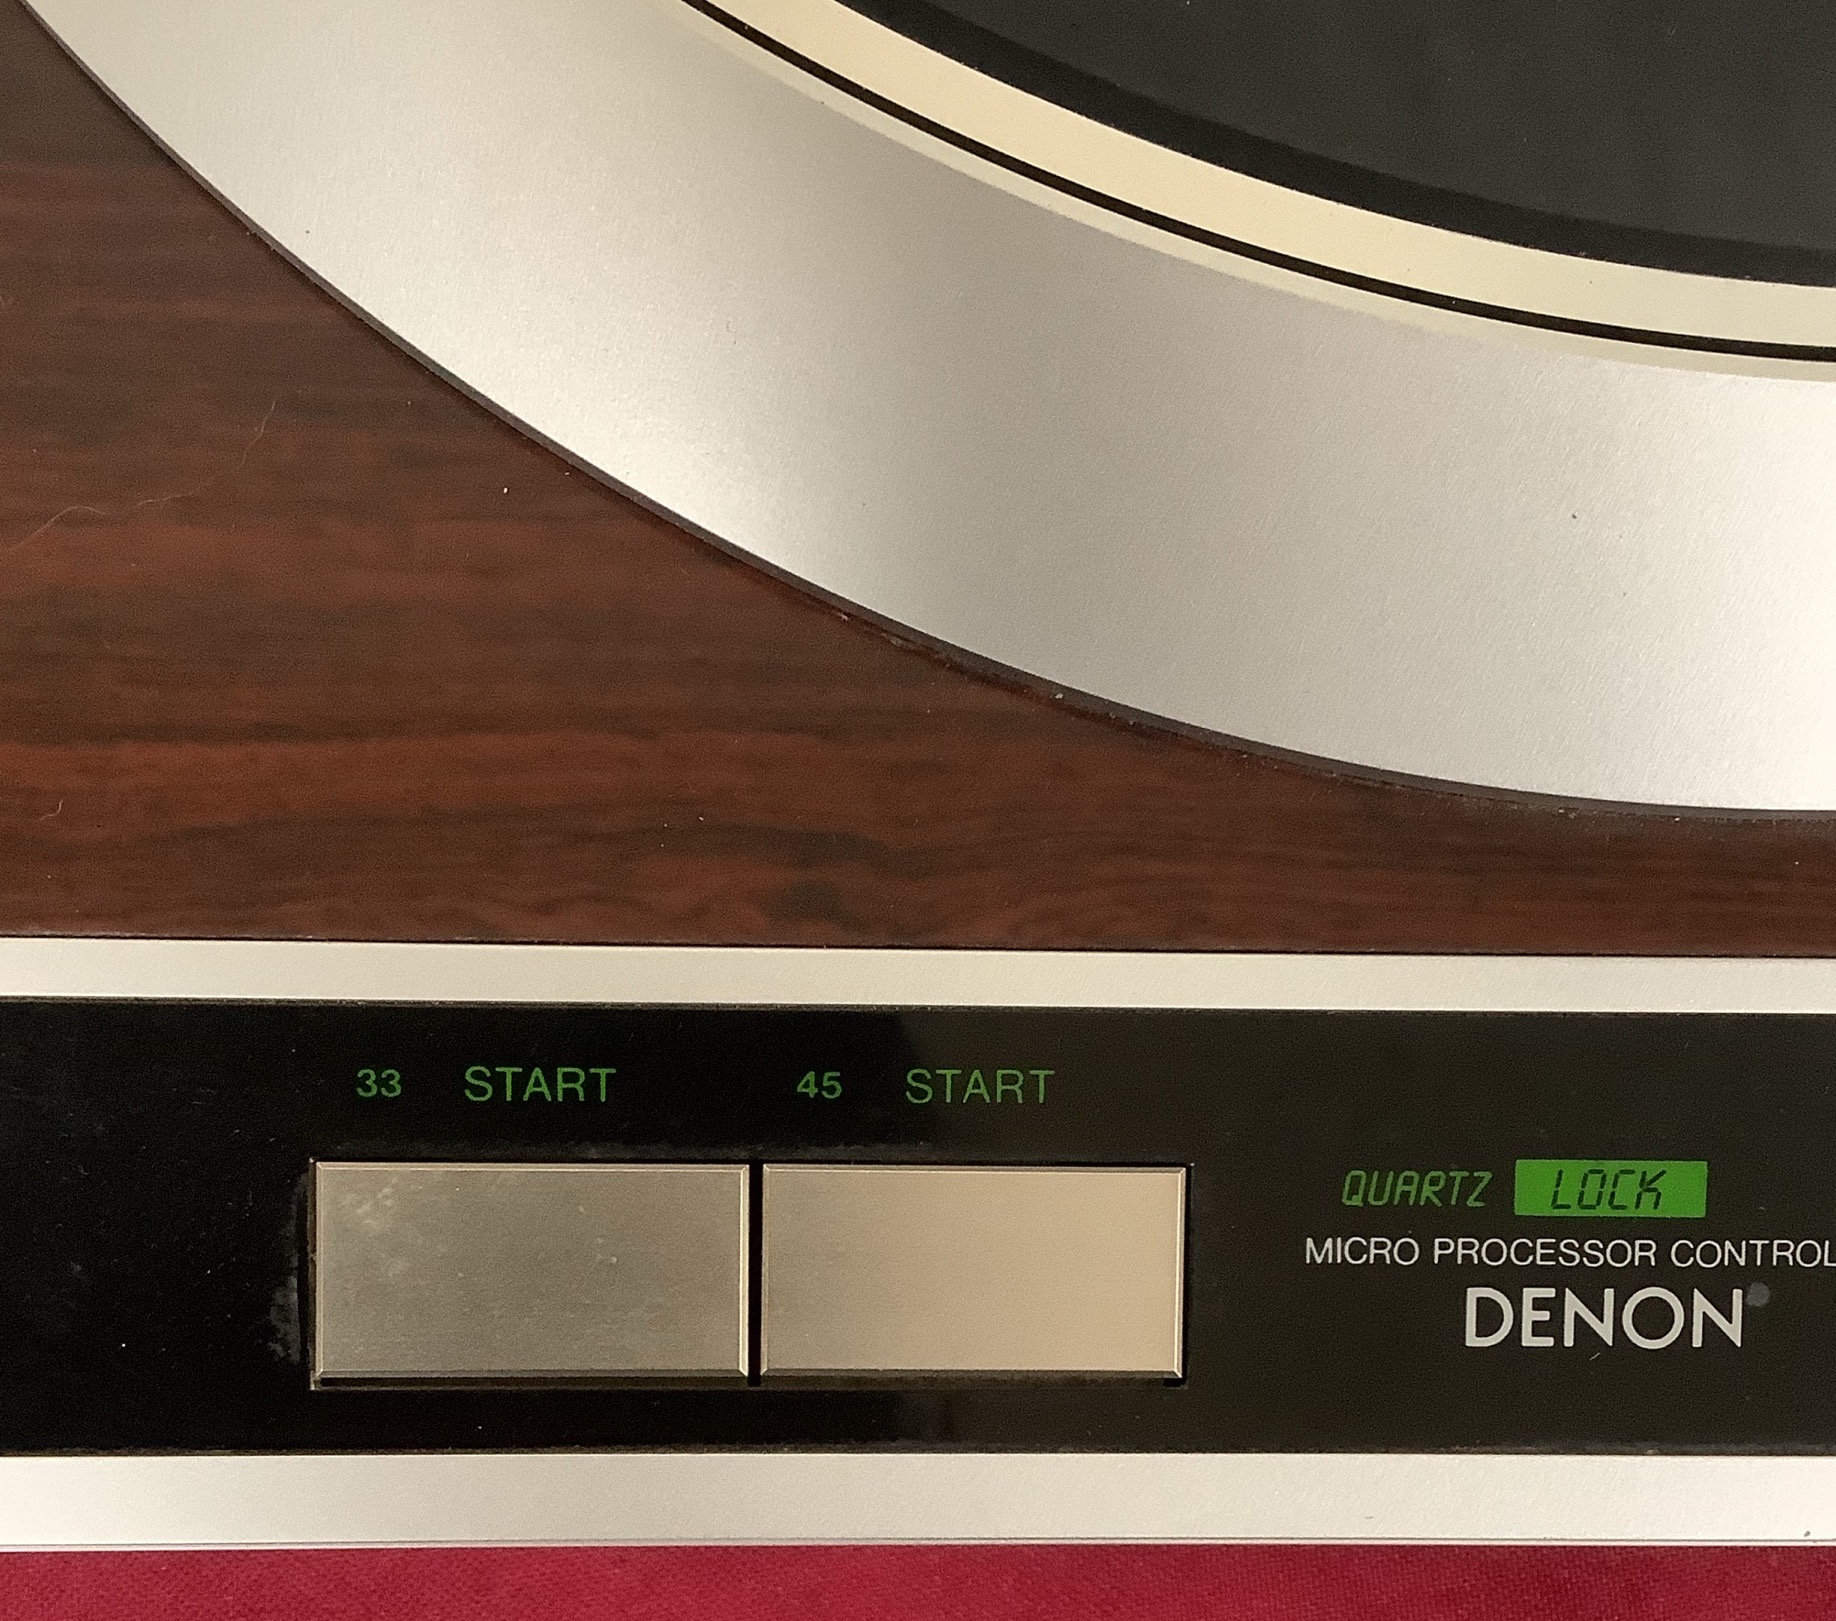 33 START 45 START
QUARTZ LOCK
MICRO PROCESSOR CONTROL
DENON